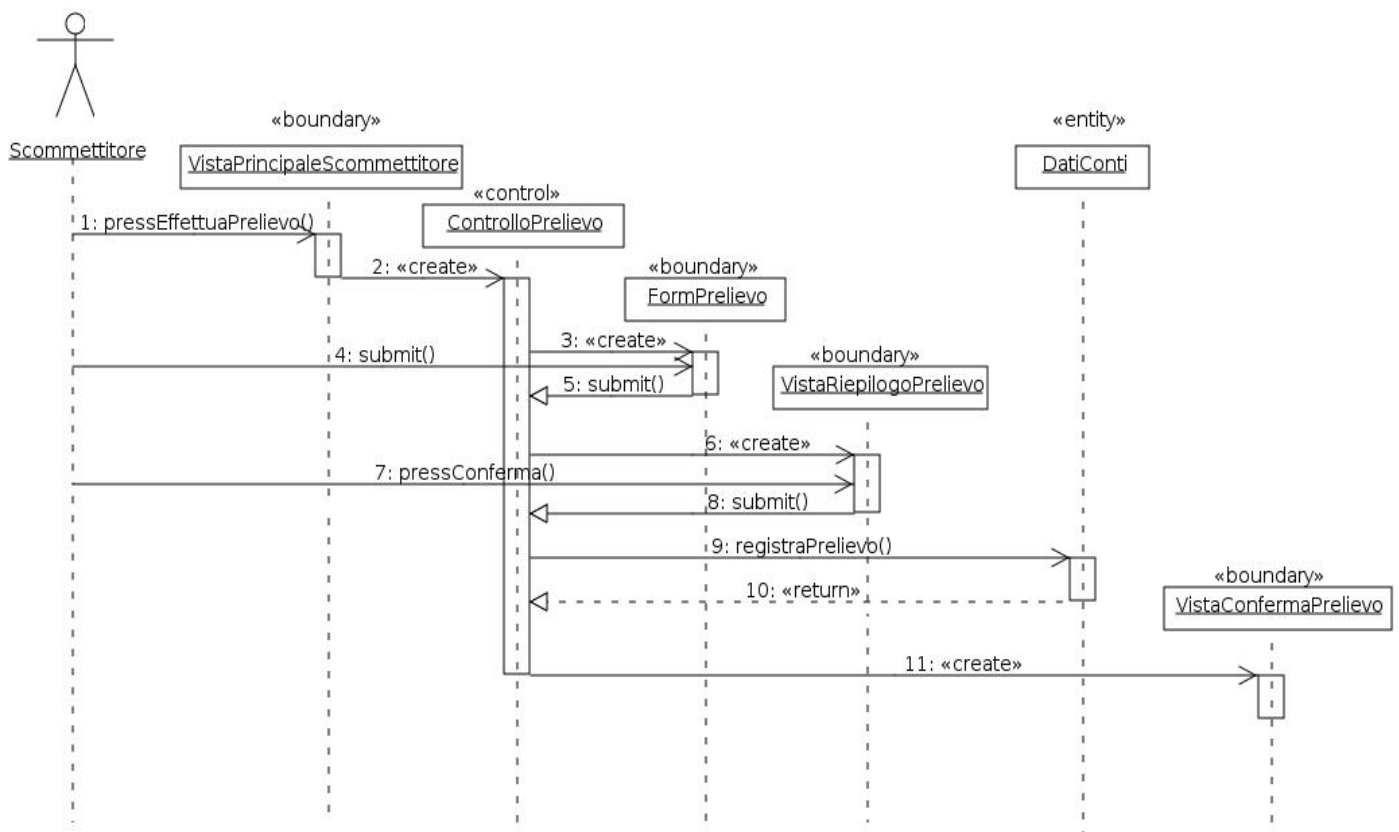 «boundary»
«entity»
Scommettitore
VistaPrincipaleScommettitore
DatiConti
«control»
ControlloPrelievo
1: pressEffettuaPrelievo()
2: «create»
«boundary»
FormPrelievo
3: «create»
4: submit()
«boundary»
VistaRiepilogoPrelievo
5: submit()
6: «create»
7: pressConferma()
8: submit()
9: registraPrelievo()
10: «return»
«boundary»
VistaConfermaPrelievo
11: «create»